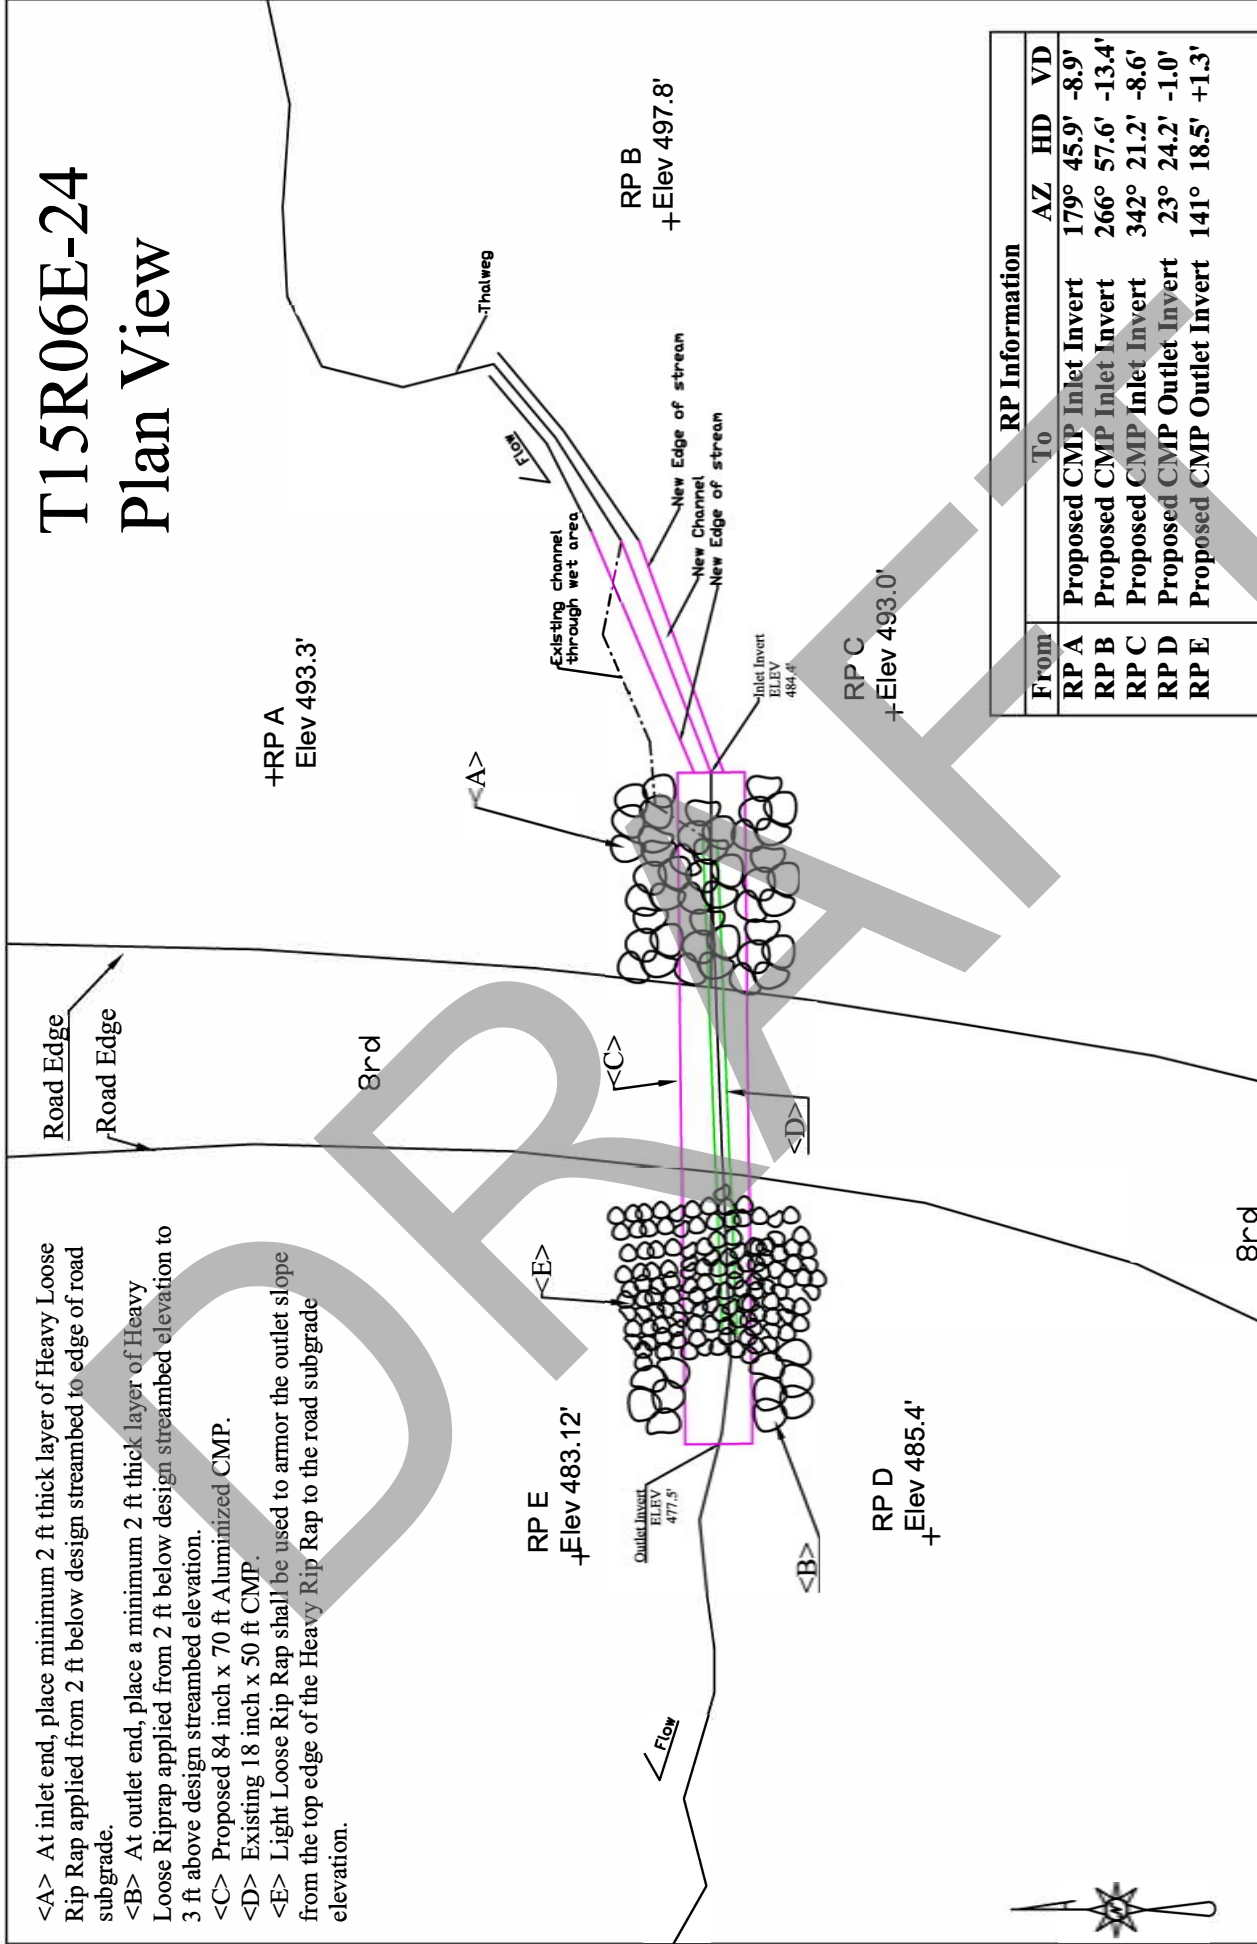 T15R06E-24
Plan View
<A> At inlet end, place minimum 2 ft thick layer of Heavy Loose
Rip Rap applied from 2 ft below design streambed to edge of road
subgrade.
<B> At outlet end, place a minimum 2 ft thick layer of Heavy
Loose Riprap applied from 2 ft below design streambed elevation to
3 ft above design streambed elevation.
<C> Proposed 84 inch x 70 ft Aluminized CMP.
<D> Existing 18 inch x 50 ft CMP.
<E> Light Loose Rip Rap shall be used to armor the outlet slope
from the top edge of the Heavy Rip Rap to the road subgrade
elevation.
Road Edge
Road Edge
8rd
+RP A
Elev 493.3'
RP B
+Elev 497.8'
Thalweg
Flow
Existing channel
through wet area
New Edge of stream
New Channel
New Edge of stream
<A>
<C>
<E>
<D>
<B>
Inlet Invert
ELEV
484.4'
RP C
+Elev 493.0'
RP E
+Elev 483.12'
Outlet Invert
ELEV
477.5'
RP D
Elev 485.4'
+
Flow
8rd
N
RP Information
From To AZ HD VD
RP A Proposed CMP Inlet Invert 179° 45.9' -8.9'
RP B Proposed CMP Inlet Invert 266° 57.6' -13.4'
RP C Proposed CMP Inlet Invert 342° 21.2' -8.6'
RP D Proposed CMP Outlet Invert 23° 24.2' -1.0'
RP E Proposed CMP Outlet Invert 141° 18.5' +1.3'
DRAFT